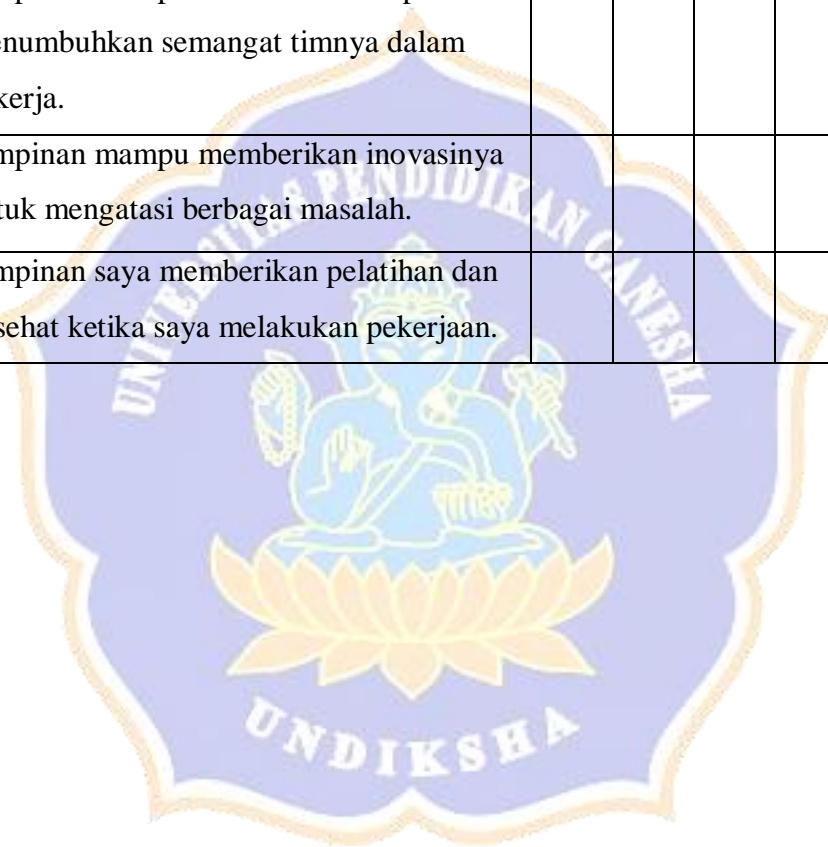 enumbuhkan semangat timnya dalam
kerja.
mpinan mampu memberikan inovasinya
tuk mengatasi berbagai masalah.
mpinan saya memberikan pelatihan dan
sehat ketika saya melakukan pekerjaan.
UNIVERSITAS PENDIDIKAN GANESHA
UNDIKSHA